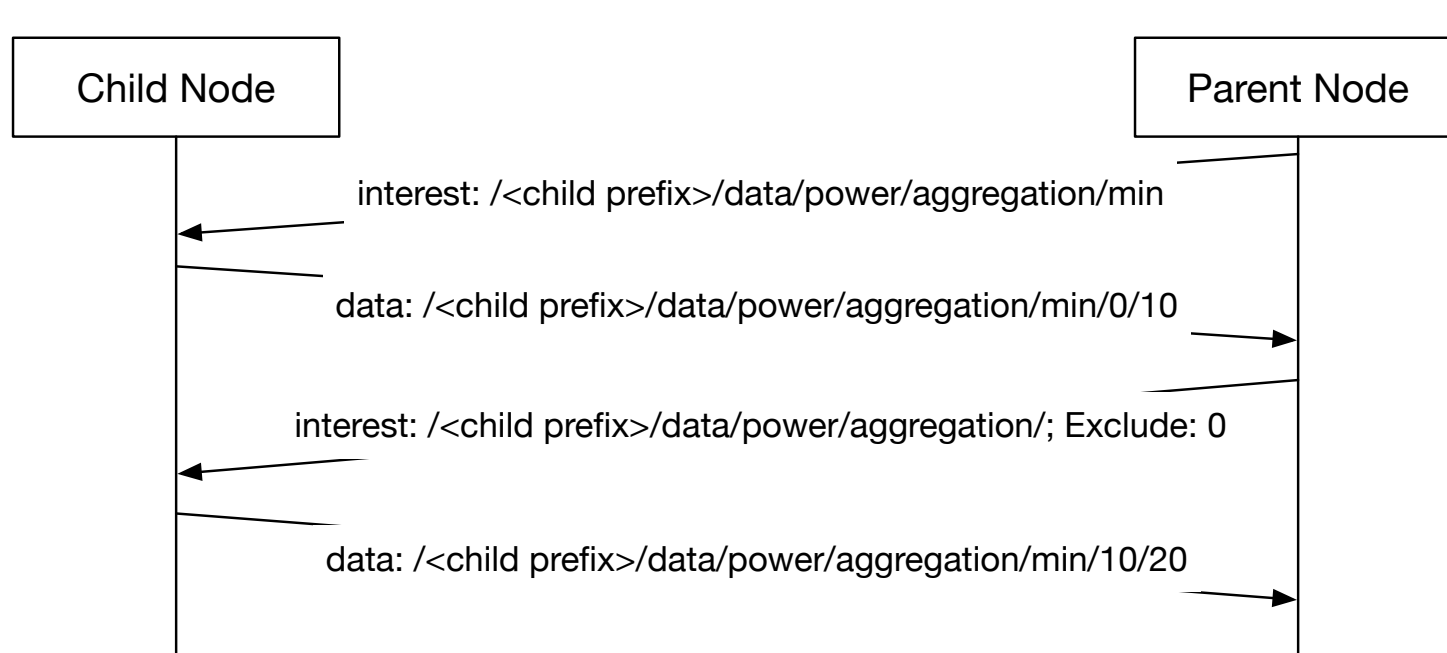 Child Node
Parent Node
interest: /<child prefix>/data/power/aggregation/min
data: /<child prefix>/data/power/aggregation/min/0/10
interest: /<child prefix>/data/power/aggregation/; Exclude: 0
data: /<child prefix>/data/power/aggregation/min/10/20